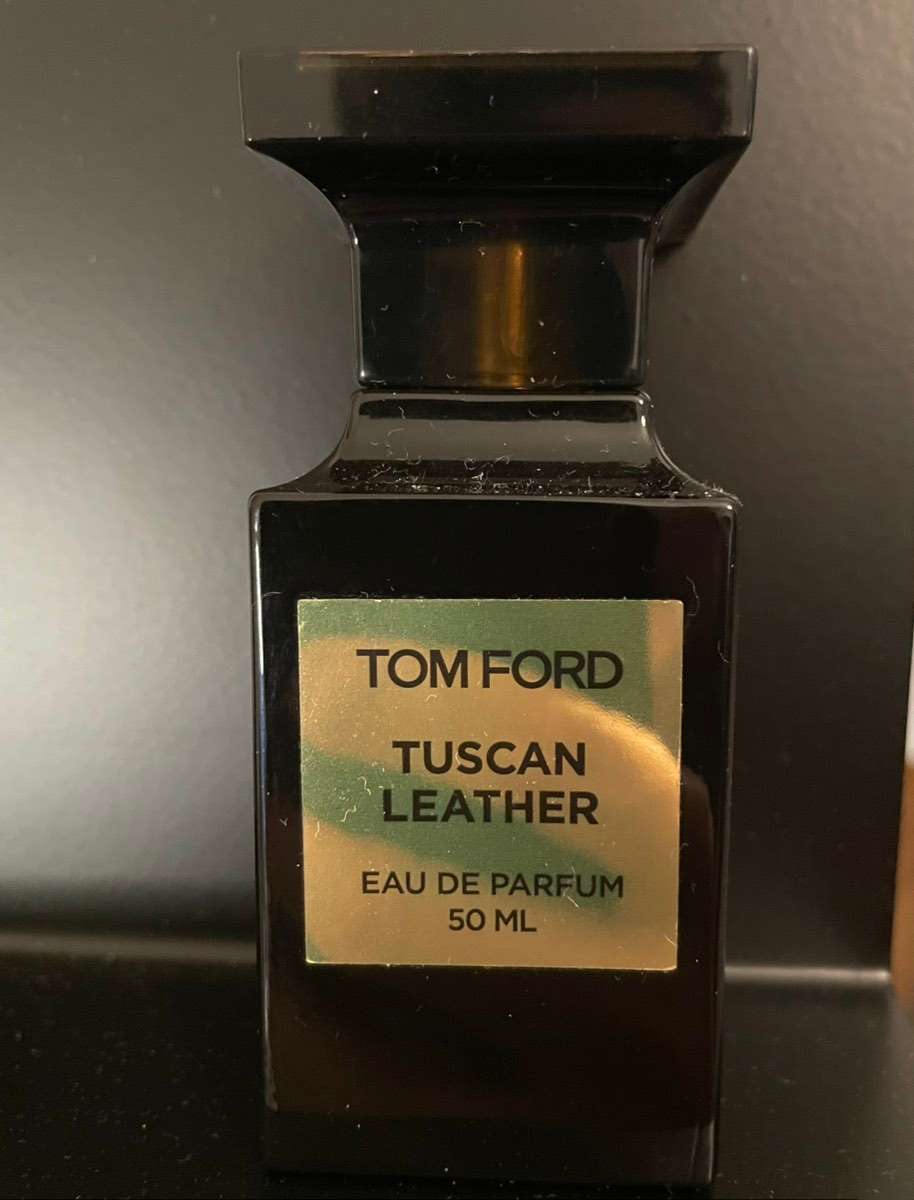 TOM FORD
TUSCAN
LEATHER
EAU DE PARFUM
50 ML